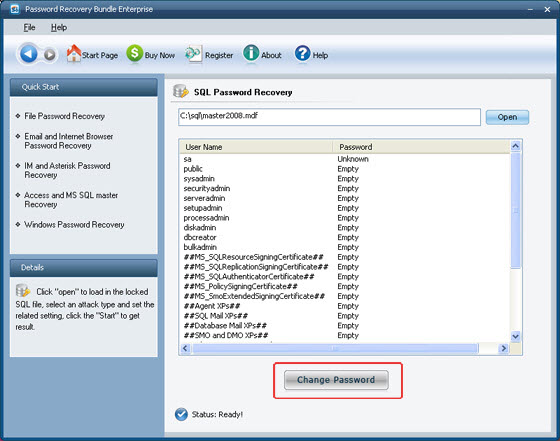 Password Recovery Bundle Enterprise
File Help
Start Page Buy Now Register About Help
Quick Start
File Password Recovery
Email and Internet Browser
Password Recovery
IM and Asterisk Password
Recovery
Access and MS SQL master
Recovery
Windows Password Recovery
Details
Click "open" to load in the locked
SQL file, select an attack type and set the
related setting, click the "Start" to get
result.
SQL Password Recovery
C:\sql\master2008.mdf Open
User Name Password
sa Unknown
public Empty
sysadmin Empty
securityadmin Empty
serveradmin Empty
setupadmin Empty
processadmin Empty
diskadmin Empty
dbcreator Empty
bulkadmin Empty
##MS_SQLResourceSigningCertificate## Empty
##MS_SQLReplicationSigningCertificate## Empty
##MS_SQLAuthenticatorCertificate## Empty
##MS_PolicySigningCertificate## Empty
##MS_SmoExtendedSigningCertificate## Empty
##Agent XPs## Empty
##SQL Mail XPs## Empty
##Database Mail XPs## Empty
##SMO and DMO XPs## Empty
Change Password
Status: Ready!